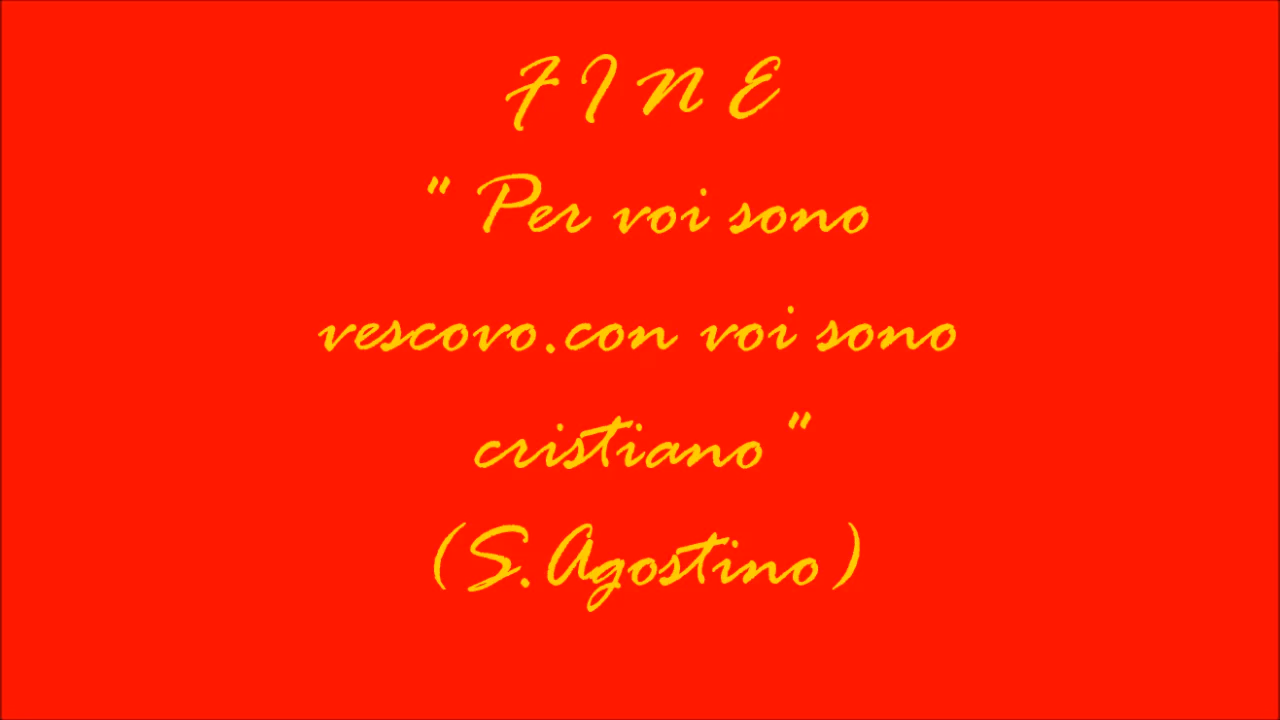 F I N E
" Per voi sono
vescovo.con voi sono
cristiano "
(S.Agostino)